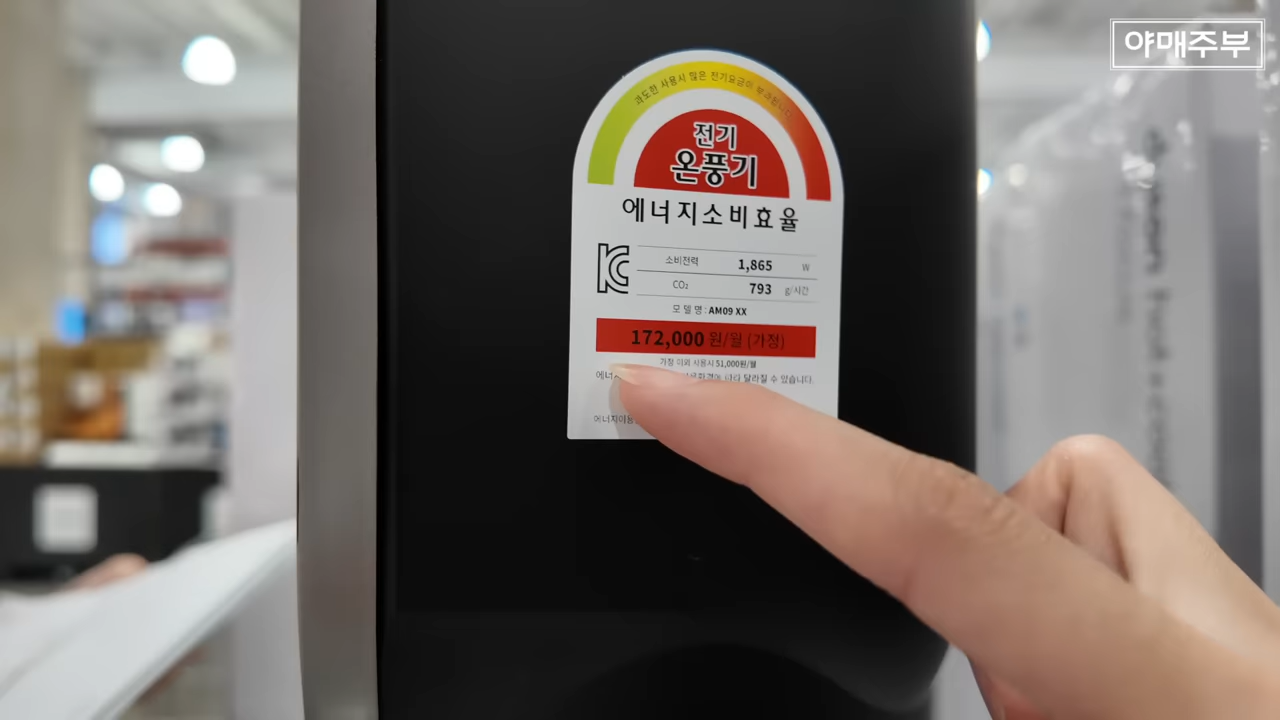 야매주부
과도한 사용시 많은 전기요금이 부과됩니다
전기
온풍기
에너지소비효율
소비전력 1,865 W
CO₂ 793 g/시간
모델명 : AM09 XX
172,000 원/월 (가정)
가정 이외 사용시 51,000원/월
따라 달라질 수 있습니다.